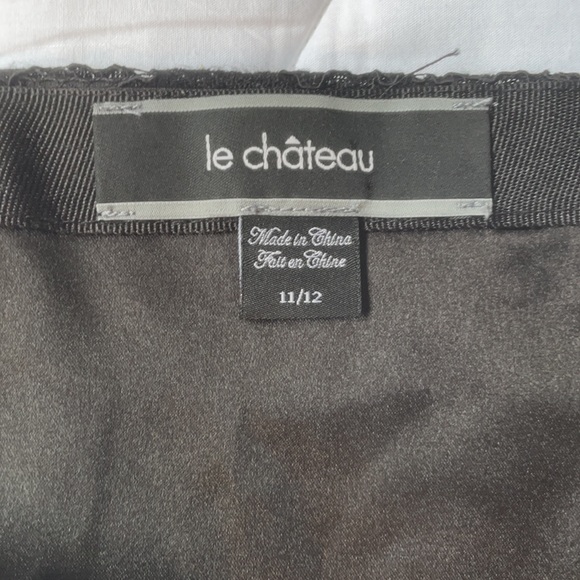 le château
Made in China
Fait en Chine
11/12